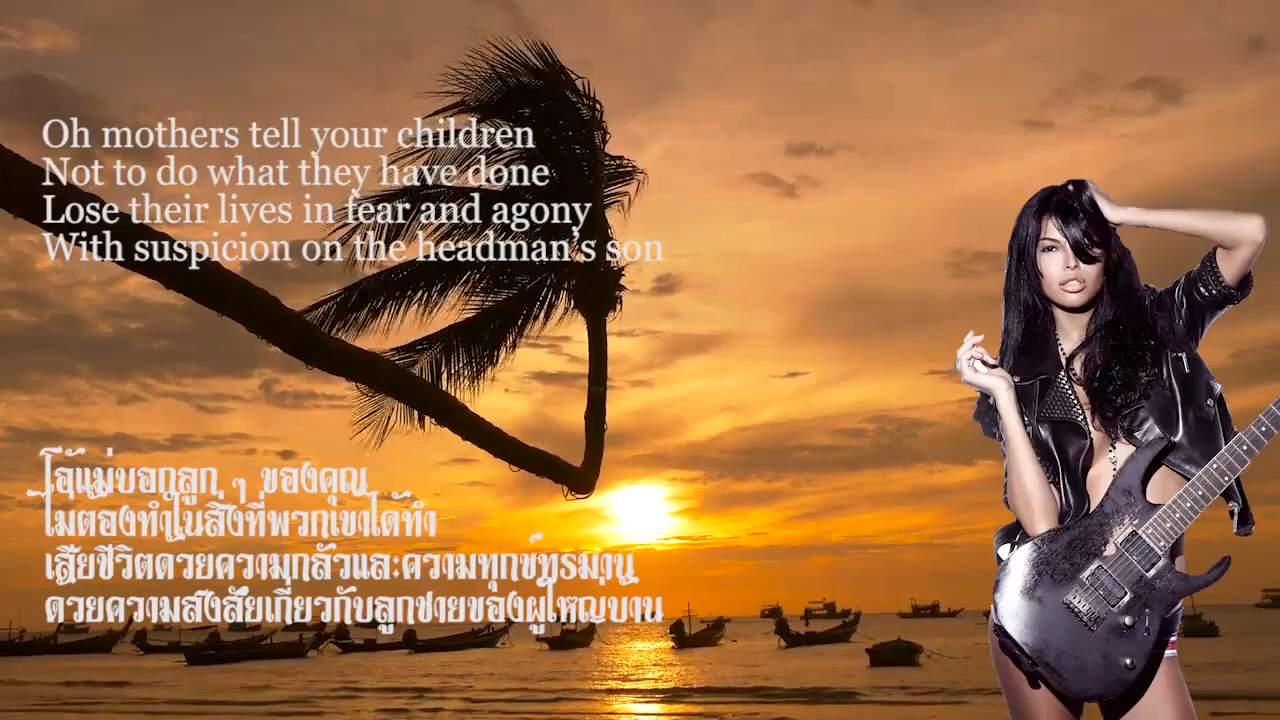 Oh mothers tell your children
Not to do what they have done
Lose their lives in fear and agony
With suspicion on the headman's son
โอ้แม่บอกลูก ๆ ของคุณ
ไม่ต้องทำในสิ่งที่พวกเขาได้ทำ
เสียชีวิตด้วยความกลัวและความทุกข์ทรมาน
ด้วยความสงสัยเกี่ยวกับลูกชายของผู้ใหญ่บ้าน